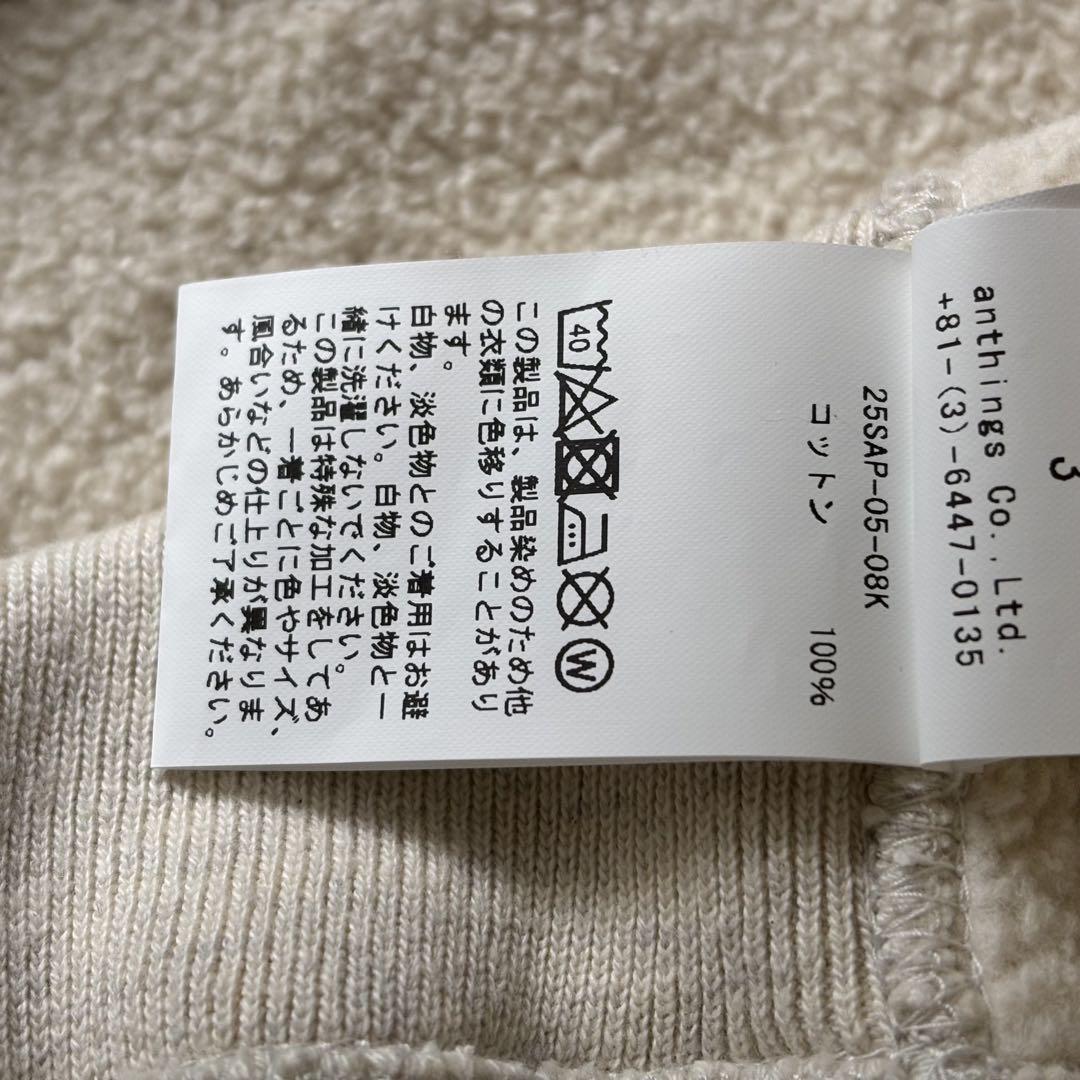 3
anthings Co.,Ltd.
+81-(3)-6447-0135
25SAP-05-08K
コットン 100%
40
W
この製品は、製品染めのため他
の衣類に色移りすることがあり
ます。
白物、淡色物とのご着用はお避
けください。白物、淡色物と一
緒に洗濯しないでください。
この製品は特殊な加工をしてあ
るため、一着ごとに色やサイズ、
風合いなどの仕上りが異なりま
す。あらかじめご了承ください。